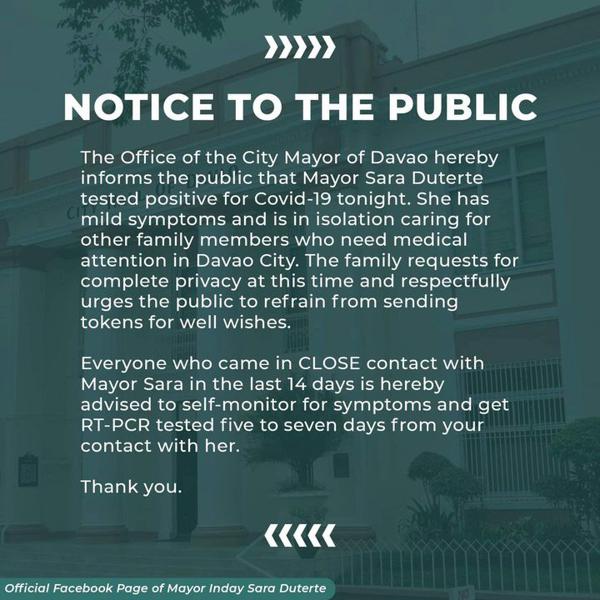 NOTICE TO THE PUBLIC
The Office of the City Mayor of Davao hereby
informs the public that Mayor Sara Duterte
tested positive for Covid-19 tonight. She has
mild symptoms and is in isolation caring for
other family members who need medical
attention in Davao City. The family requests for
complete privacy at this time and respectfully
urges the public to refrain from sending
tokens for well wishes.
Everyone who came in CLOSE contact with
Mayor Sara in the last 14 days is hereby
advised to self-monitor for symptoms and get
RT-PCR tested five to seven days from your
contact with her.
Thank you.
Official Facebook Page of Mayor Inday Sara Duterte